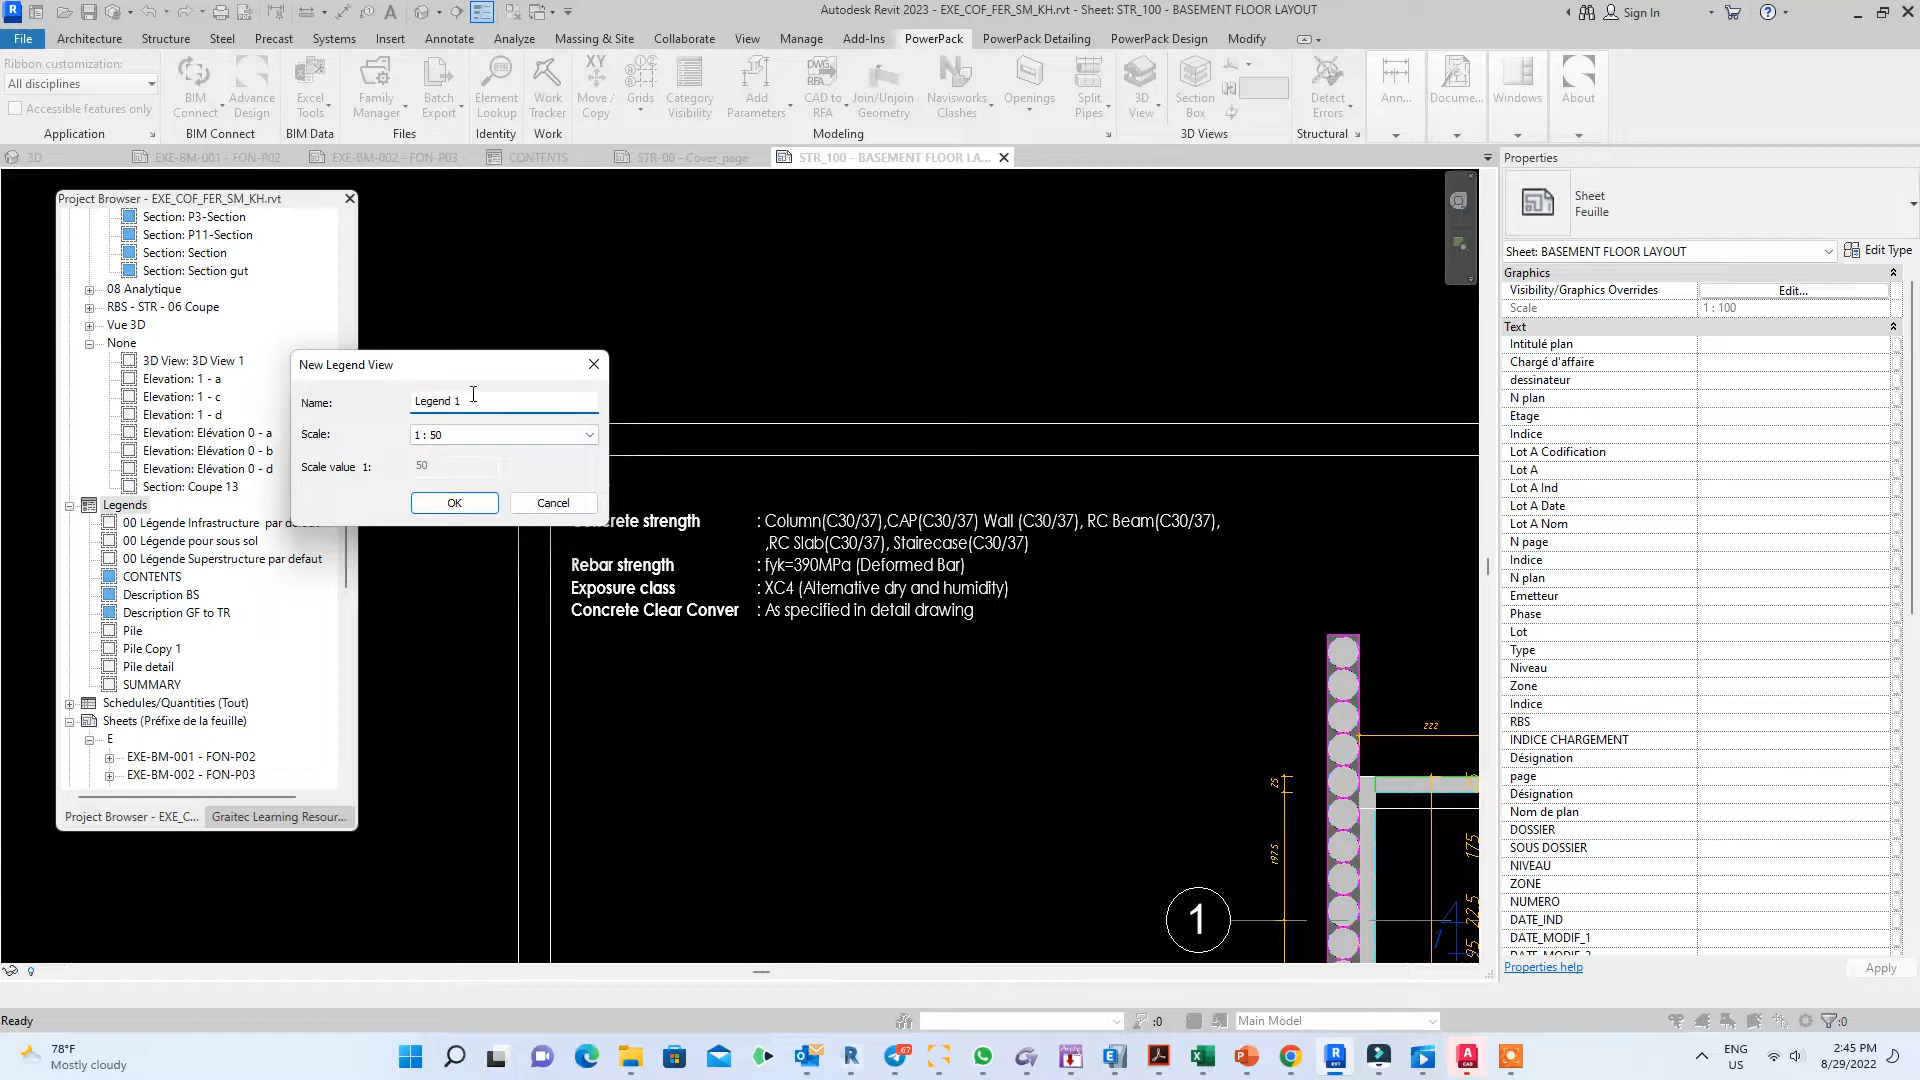 Autodesk Revit 2023 - EXE_COF_FER_SM_KH.rvt - Sheet: STR_100 - BASEMENT FLOOR LAYOUT
Sign In
File Architecture Structure Steel Precast Systems Insert Annotate Analyze Massing & Site Collaborate View Manage Add-Ins PowerPack PowerPack Detailing PowerPack Design Modify
Ribbon customization:
All disciplines
Accessible features only
Application
BIM Connect
Advance Design
BIM Connect
Excel Tools
BIM Data
Family Manager
Batch Export
Files
Element Lookup
Identity
Work Tracker
Work
XY
Move / Copy
Grids
Category Visibility
Add Parameters
DWG
RFA
CAD to RFA
Join/Unjoin Geometry
Navisworks Clashes
Openings
Split Pipes
Modeling
3D View
Section Box
3D Views
Detect Errors
Structural
Ann...
Docume...
Windows
About
3D
EXE-BM-001 - FON-P02
EXE-BM-002 - FON-P03
CONTENTS
STR-00 - Cover_page
STR_100 - BASEMENT FLOOR LA...
Project Browser - EXE_COF_FER_SM_KH.rvt
Section: P3-Section
Section: P11-Section
Section: Section
Section: Section gut
08 Analytique
RBS - STR - 06 Coupe
Vue 3D
None
3D View: 3D View 1
Elevation: 1 - a
Elevation: 1 - c
Elevation: 1 - d
Elevation: Elévation 0 - a
Elevation: Elévation 0 - b
Elevation: Elévation 0 - d
Section: Coupe 13
Legends
00 Légende Infrastructure par
00 Légende pour sous sol
00 Légende Superstructure par defaut
CONTENTS
Description BS
Description GF to TR
Pile
Pile Copy 1
Pile detail
SUMMARY
Schedules/Quantities (Tout)
Sheets (Préfixe de la feuille)
E
EXE-BM-001 - FON-P02
EXE-BM-002 - FON-P03
Project Browser - EXE_C...
Graitec Learning Resour...
New Legend View
Name: Legend 1
Scale: 1 : 50
Scale value 1: 50
OK Cancel
strength : Column(C30/37),CAP(C30/37) Wall (C30/37), RC Beam(C30/37),
,RC Slab(C30/37), Stairecase(C30/37)
Rebar strength : fyk=390MPa (Deformed Bar)
Exposure class : XC4 (Alternative dry and humidity)
Concrete Clear Conver : As specified in detail drawing
222
25
1975
175
22.5
95
1
Properties
Sheet
Feuille
Sheet: BASEMENT FLOOR LAYOUT
Edit Type
Graphics
Visibility/Graphics Overrides Edit...
Scale 1 : 100
Text
Intitulé plan
Chargé d'affaire
dessinateur
N plan
Etage
Indice
Lot A Codification
Lot A
Lot A Ind
Lot A Date
Lot A Nom
N page
Indice
N plan
Emetteur
Phase
Lot
Type
Niveau
Zone
Indice
RBS
INDICE CHARGEMENT
Désignation
page
Désignation
Nom de plan
DOSSIER
SOUS DOSSIER
NIVEAU
ZONE
NUMERO
DATE_IND
DATE_MODIF_1
Properties help
Apply
Ready
:0
Main Model
:0
78°F
Mostly cloudy
67
ENG
US
2:45 PM
8/29/2022